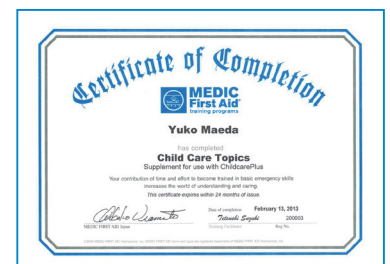 Certificate of Completion
MEDIC
First Aid
training programs
Yuko Maeda
has completed
Child Care Topics
Supplement for use with ChildcarePlus
Your contribution of time and effort to become trained in basic emergency skills
increases the world of understanding and caring.
This certificate expires within 24 months of issue.
Date of completion February 13, 2013
Tetsushi Suzuki 200003
MEDIC FIRST AID Japan Training Facilitator Reg No.